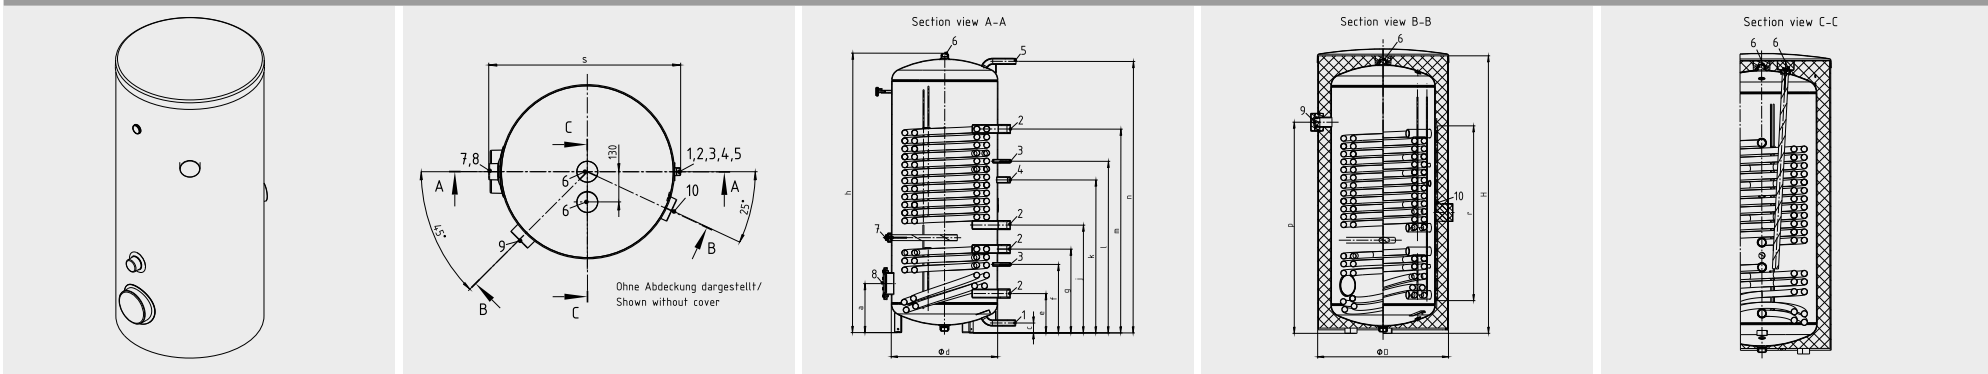 s
C
130
7,8
1,2,3,4,5
6
A
A
10
6
25°
45°
9
B
B
Ohne Abdeckung dargestellt/
Shown without cover
C
Section view A-A
6
5
h
2
3
4
n
m
l
k
7
2
2
3
8
j
g
f
a
2
e
1
c
Ød
Section view B-B
6
9
10
p
r
H
ØD
Section view C-C
6 6